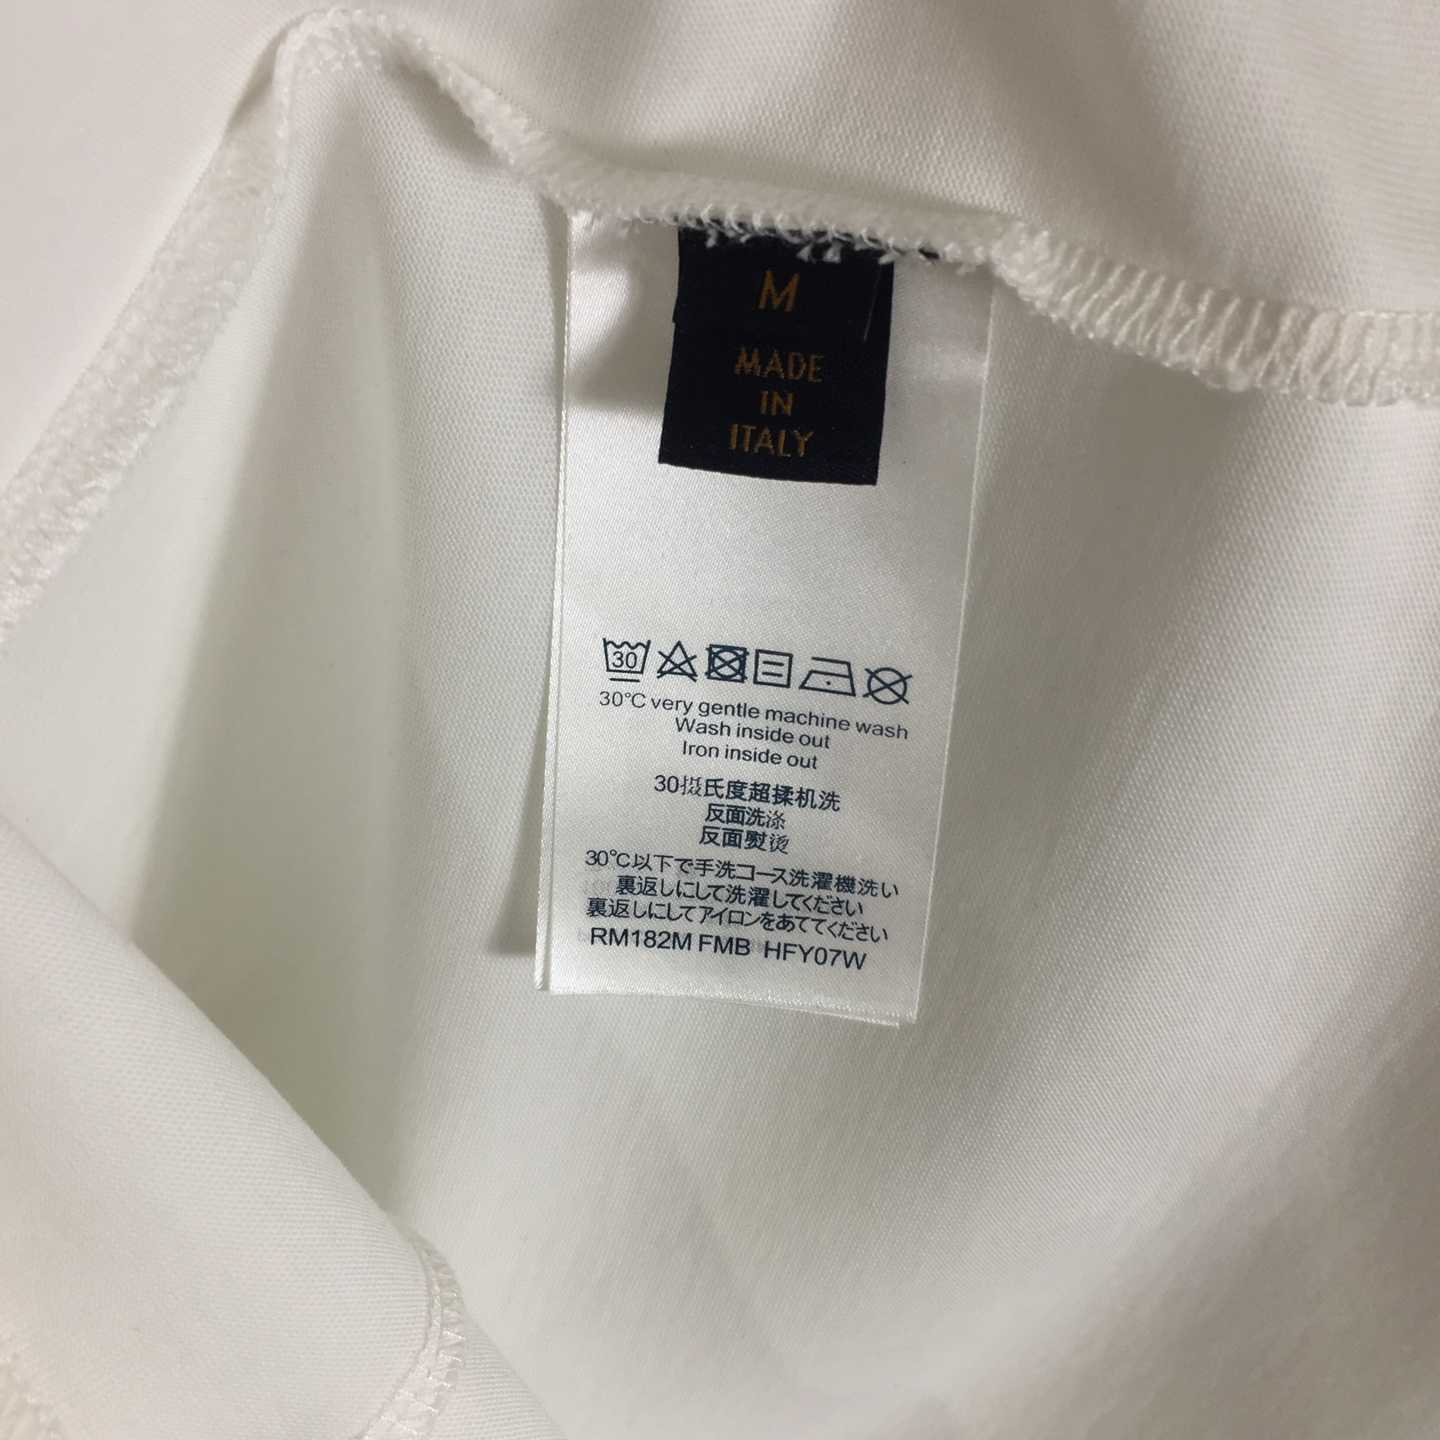 M
MADE
IN
ITALY
30
30°C very gentle machine wash
Wash inside out
Iron inside out
30摄氏度超揉机洗
反面洗涤
反面熨烫
30°C以下で手洗コース洗濯機洗い
裏返しにして洗濯してください
裏返しにしてアイロンをあててください
RM182M FMB HFY07W